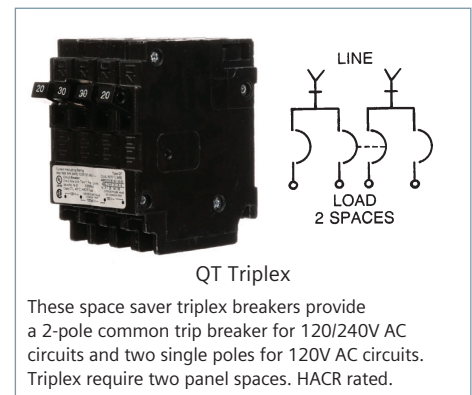 20 30 30 20
LINE
LOAD
2 SPACES
QT Triplex
These space saver triplex breakers provide
a 2-pole common trip breaker for 120/240V AC
circuits and two single poles for 120V AC circuits.
Triplex require two panel spaces. HACR rated.